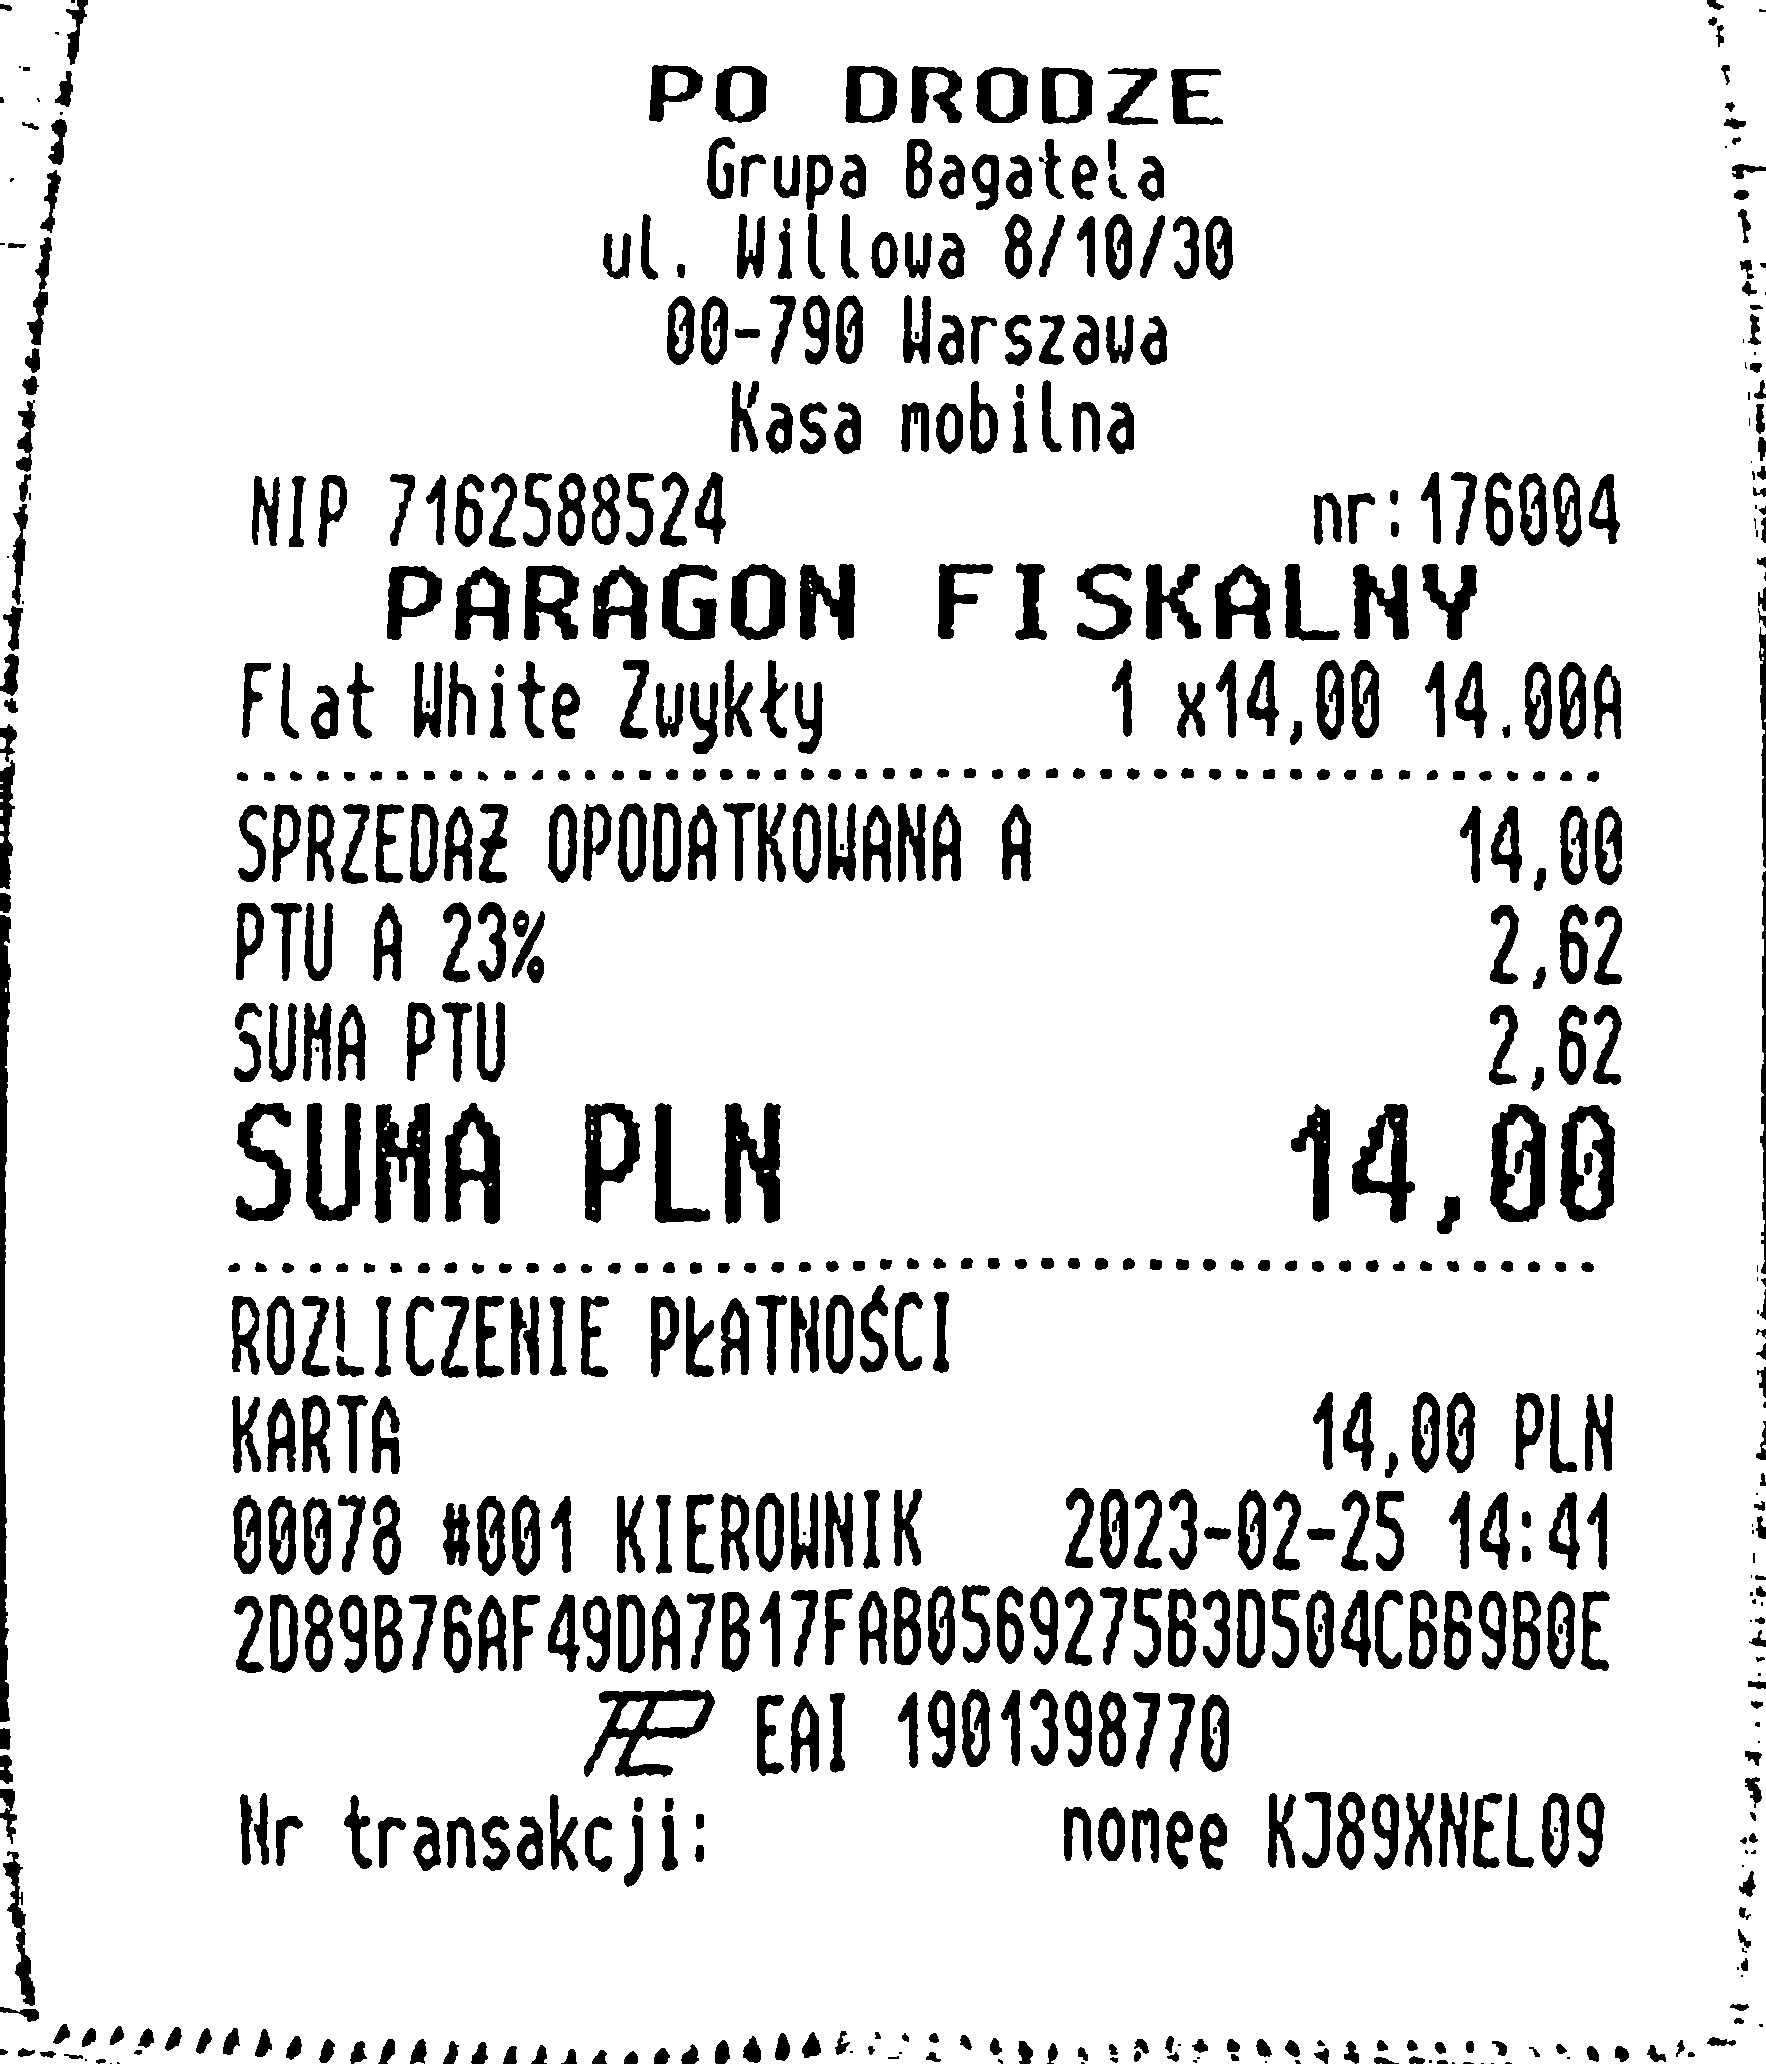 PO DRODZE
Grupa Bagatela
ul. Willowa 8/10/30
00-790 Warszawa
Kasa mobilna
NIP 7162588524 nr:176004
PARAGON FISKALNY
Flat White Zwykły 1 x14,00 14.00A
SPRZEDAŻ OPODATKOWANA A 14,00
PTU A 23% 2,62
SUMA PTU 2,62
SUMA PLN 14,00
ROZLICZENIE PŁATNOŚCI
KARTA 14,00 PLN
00078 #001 KIEROWNIK 2023-02-25 14:41
2D89B76AF49DA7B17FAB0569275B3D504CBB9B0E
EAI 1901398770
Nr transakcji: nomee KJ89XNEL09